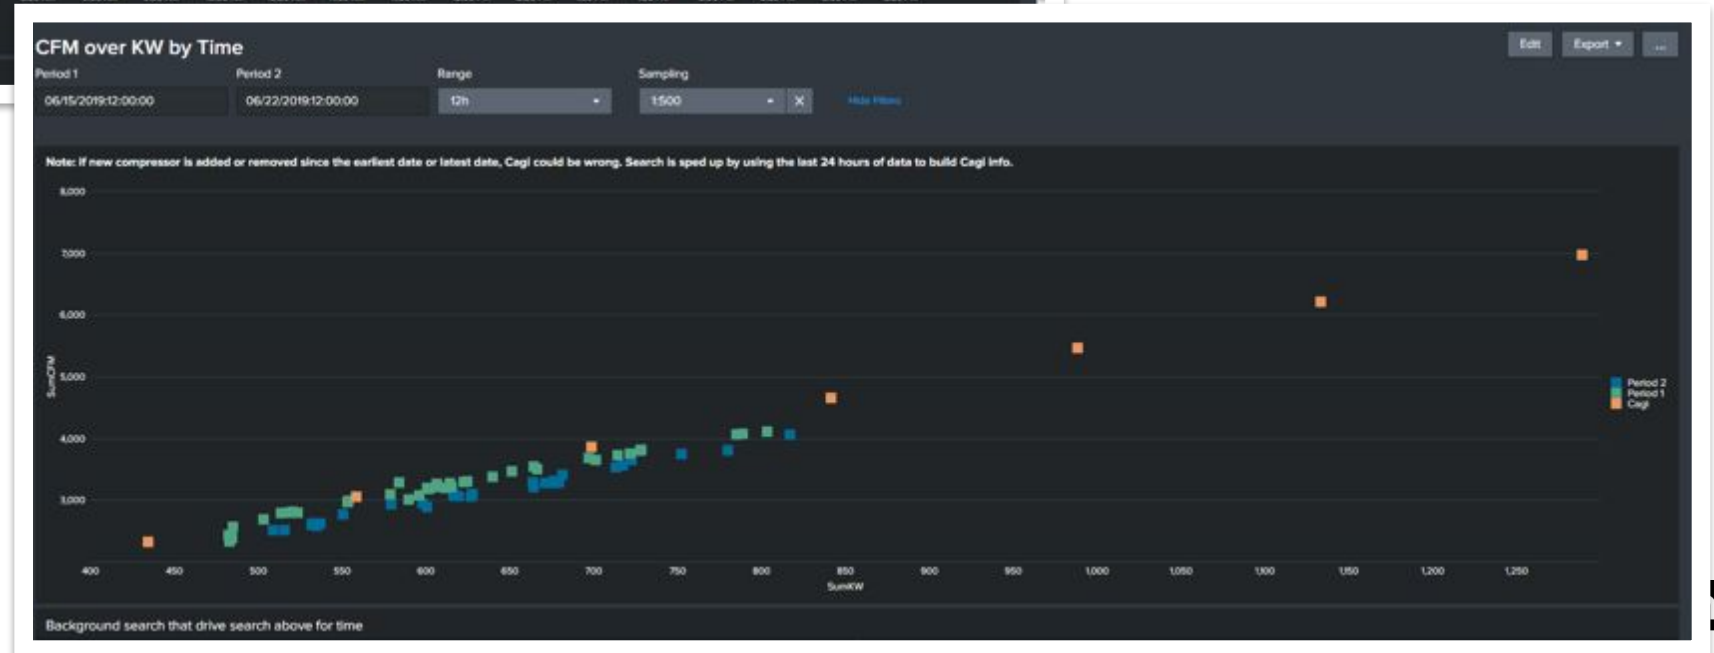 CFM over KW by Time
Edit
Export
...
Period 1
Period 2
Range
Sampling
06/15/2019:12:00:00
06/22/2019:12:00:00
12h
1:500
X
Hide Filters
Note: If new compressor is added or removed since the earliest date or latest date, Cagi could be wrong. Search is sped up by using the last 24 hours of data to build Cagi info.
8,000
7,000
6,000
5,000
4,000
3,000
SumCFM
Period 2
Period 1
Cagi
400 450 500 550 600 650 700 750 800 850 900 950 1,000 1,050 1,100 1,150 1,200 1,250
SumKW
Background search that drive search above for time